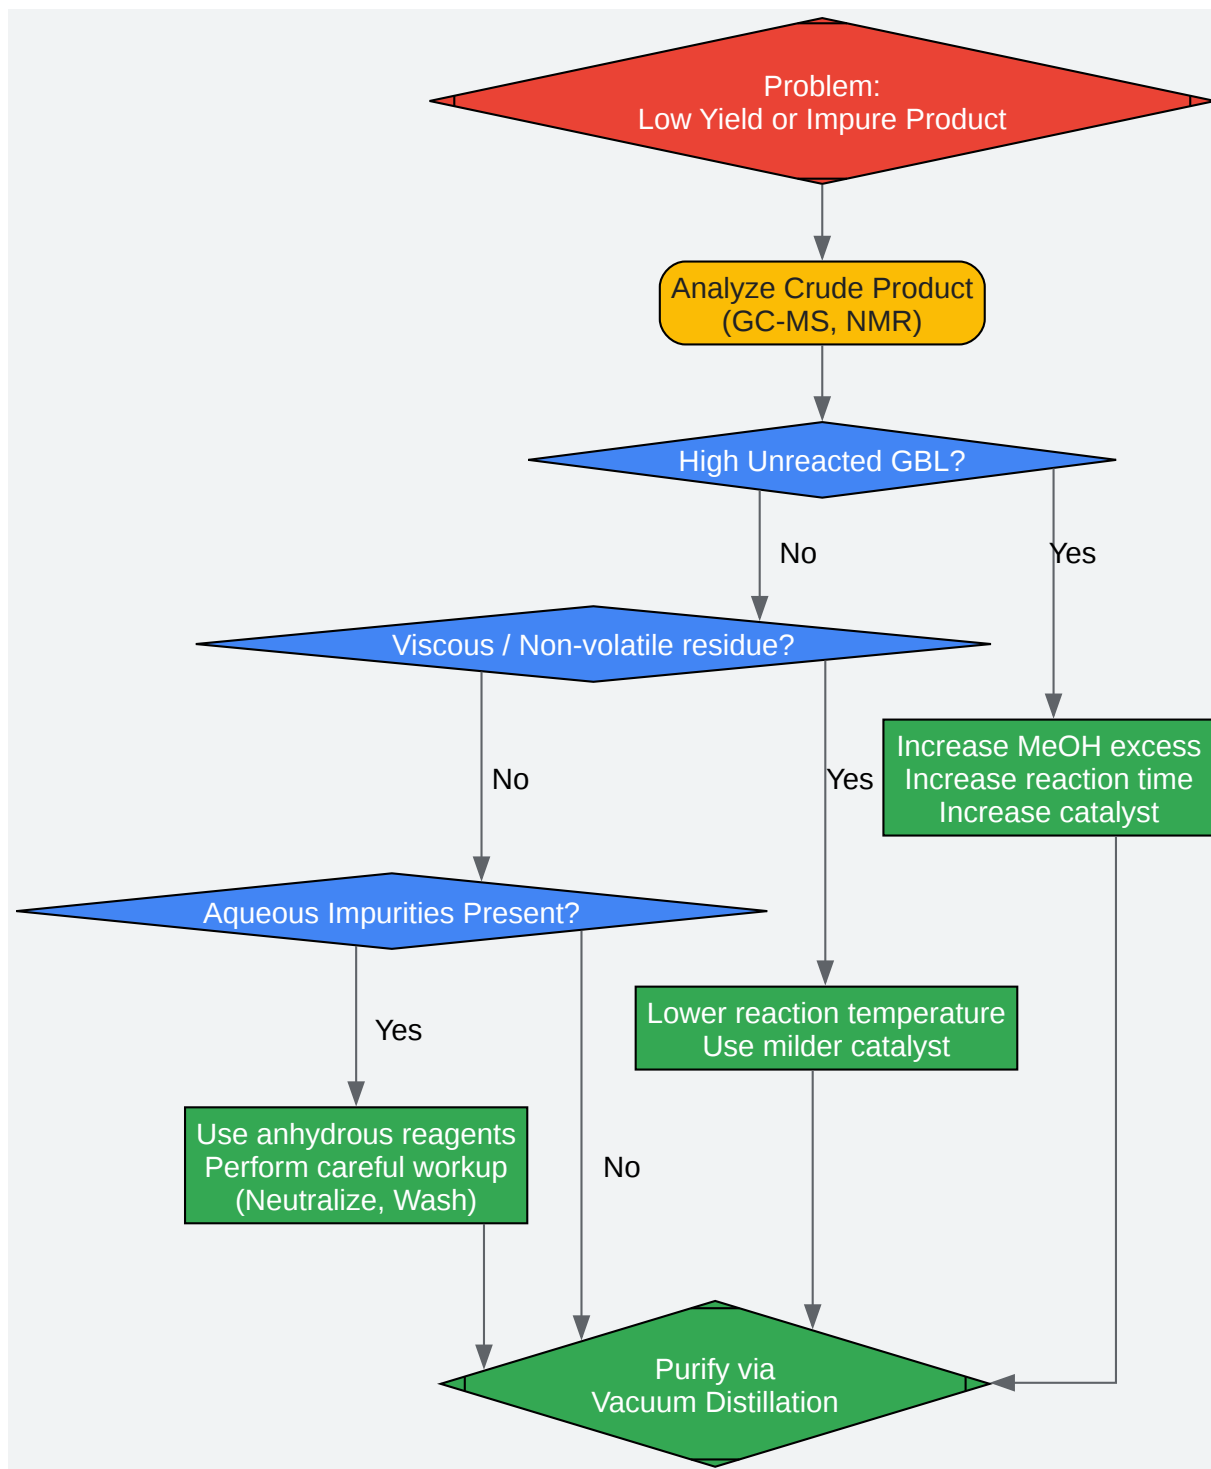 Problem:
Low Yield or Impure Product
Analyze Crude Product
(GC-MS, NMR)
High Unreacted GBL?
No
Yes
Viscous / Non-volatile residue?
No
Yes
Increase MeOH excess
Increase reaction time
Increase catalyst
Aqueous Impurities Present?
Yes
No
Lower reaction temperature
Use milder catalyst
Use anhydrous reagents
Perform careful workup
(Neutralize, Wash)
Purify via
Vacuum Distillation